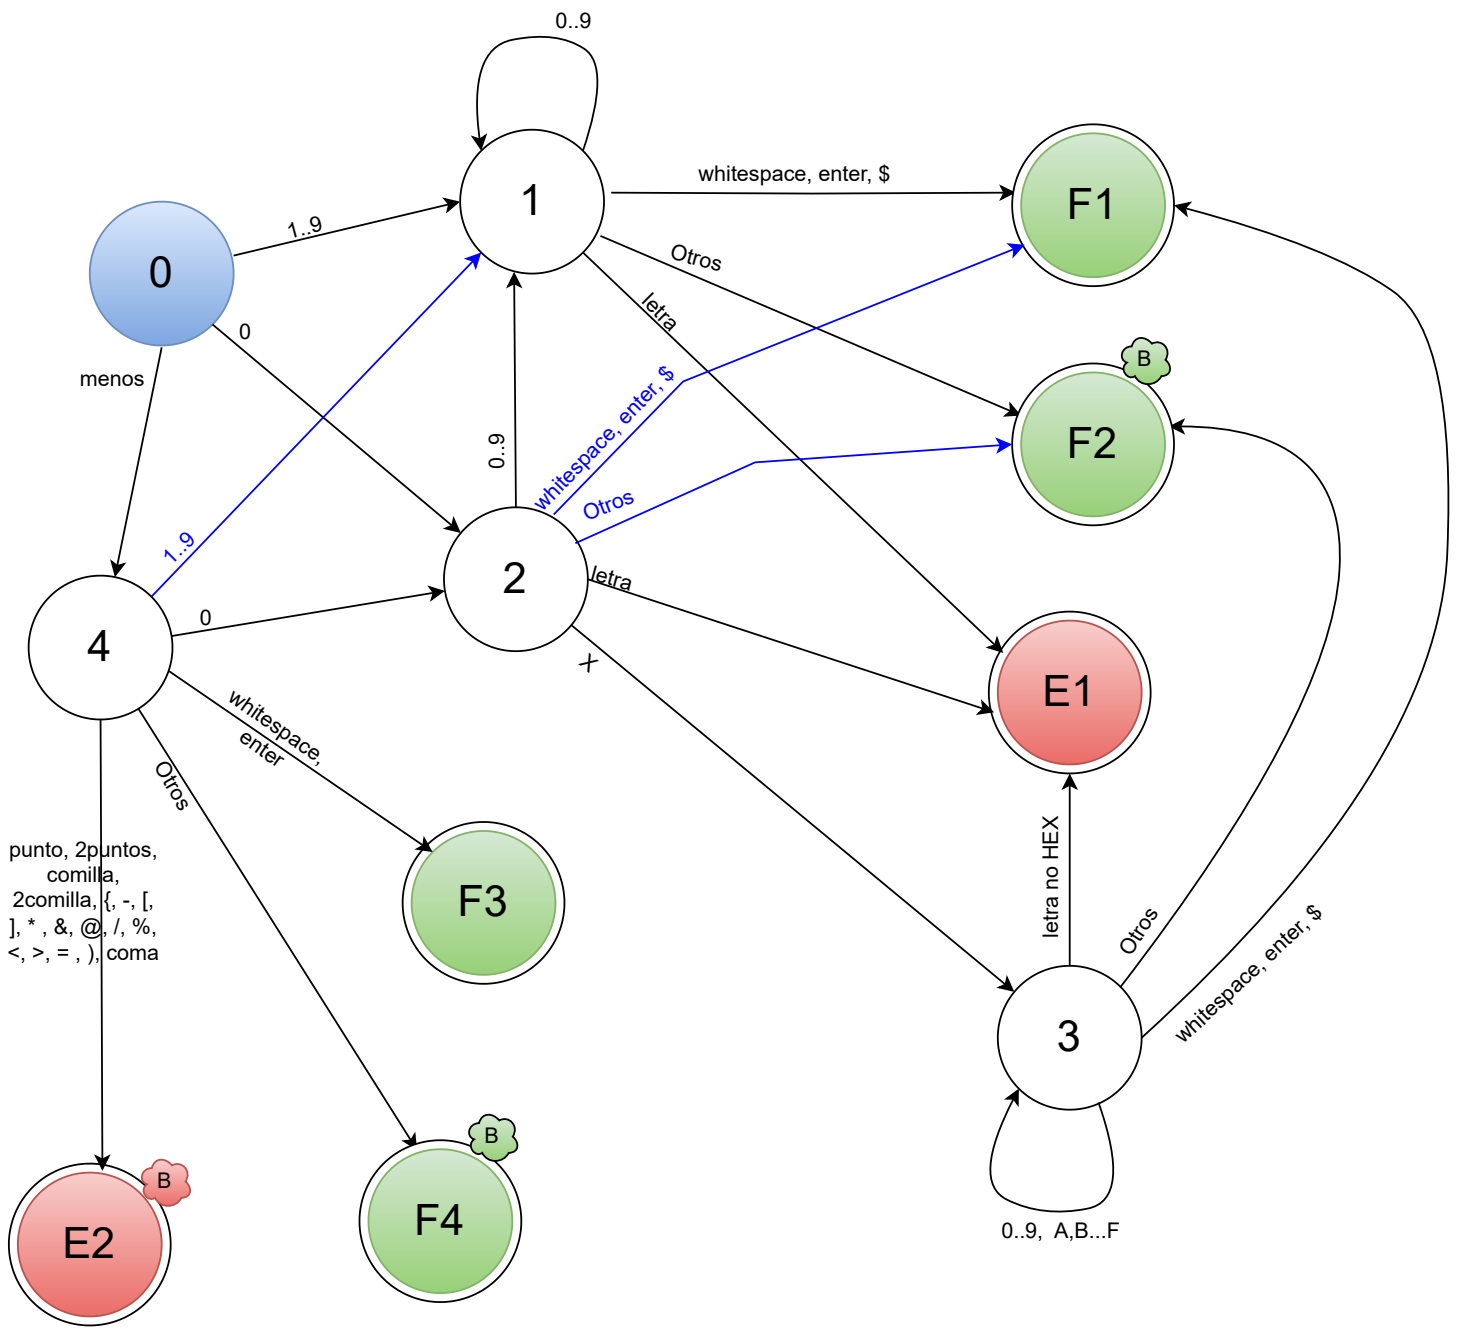 0..9
1
whitespace, enter, $
F1
1..9
0
Otros
letra
0
menos
B
F2
whitespace, enter, $
0..9
Otros
1..9
2
letra
0
4
X
E1
whitespace,
enter
Otros
punto, 2puntos,
comilla,
2comilla, {, -, [,
], * , &, @, /, %,
<, >, = , ), coma
F3
letra no HEX
Otros
whitespace, enter, $
3
B
F4
B
E2
0..9,  A,B...F